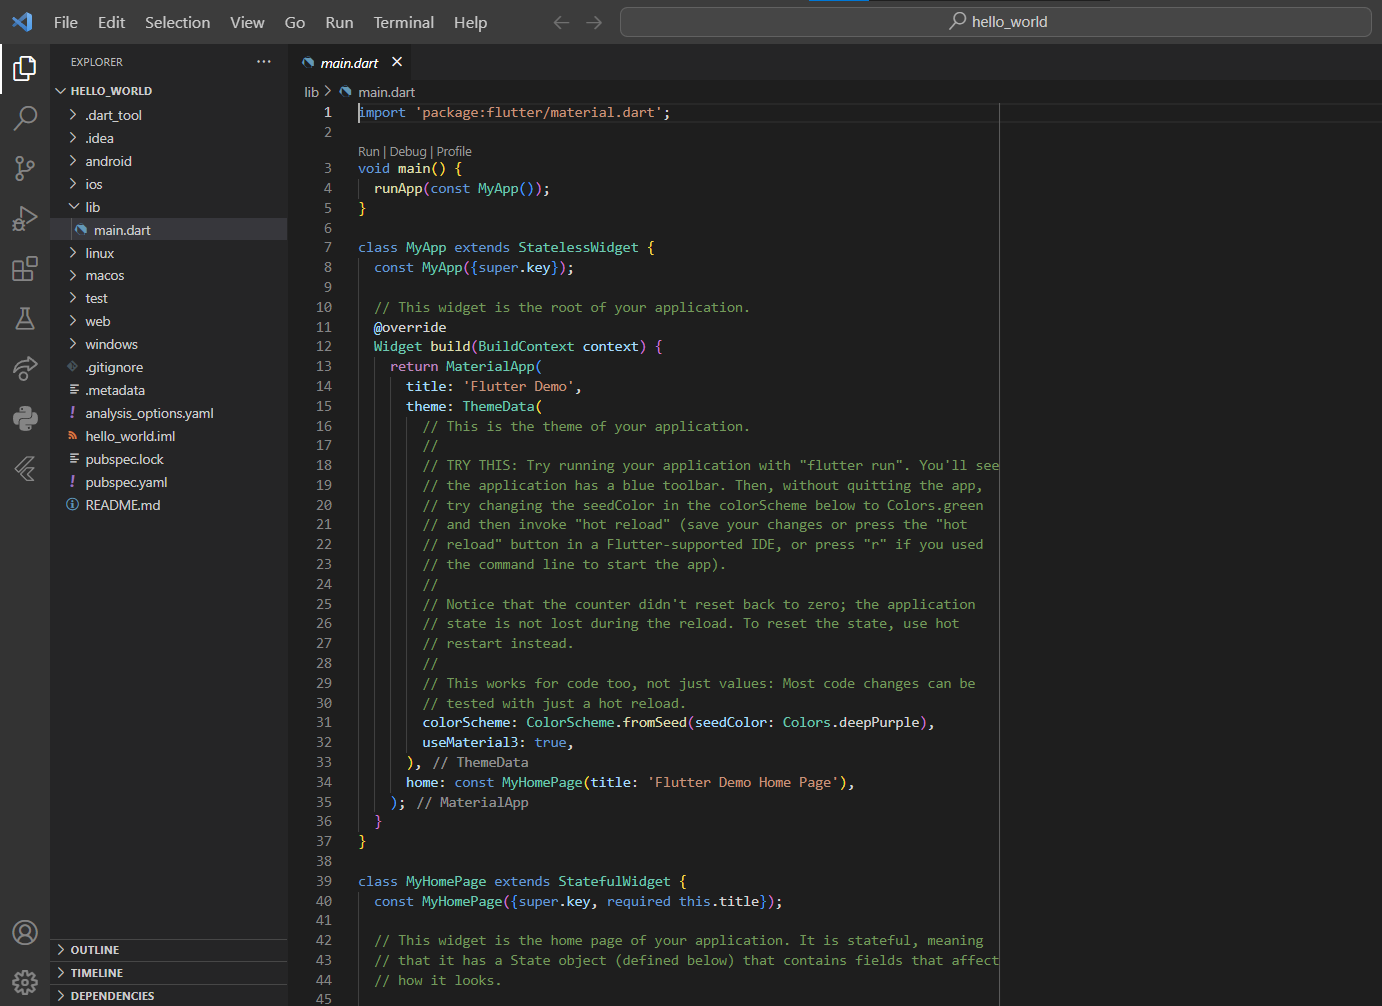 File Edit Selection View Go Run Terminal Help
hello_world
EXPLORER
HELLO_WORLD
.dart_tool
.idea
android
ios
lib
main.dart
linux
macos
test
web
windows
.gitignore
.metadata
analysis_options.yaml
hello_world.iml
pubspec.lock
pubspec.yaml
README.md
OUTLINE
TIMELINE
DEPENDENCIES
main.dart
lib > main.dart
1 import 'package:flutter/material.dart';
2
Run | Debug | Profile
3 void main() {
4   runApp(const MyApp());
5 }
6
7 class MyApp extends StatelessWidget {
8   const MyApp({super.key});
9
10   // This widget is the root of your application.
11   @override
12   Widget build(BuildContext context) {
13     return MaterialApp(
14       title: 'Flutter Demo',
15       theme: ThemeData(
16         // This is the theme of your application.
17         //
18         // TRY THIS: Try running your application with "flutter run". You'll see
19         // the application has a blue toolbar. Then, without quitting the app,
20         // try changing the seedColor in the colorScheme below to Colors.green
21         // and then invoke "hot reload" (save your changes or press the "hot
22         // reload" button in a Flutter-supported IDE, or press "r" if you used
23         // the command line to start the app).
24         //
25         // Notice that the counter didn't reset back to zero; the application
26         // state is not lost during the reload. To reset the state, use hot
27         // restart instead.
28         //
29         // This works for code too, not just values: Most code changes can be
30         // tested with just a hot reload.
31         colorScheme: ColorScheme.fromSeed(seedColor: Colors.deepPurple),
32         useMaterial3: true,
33       ), // ThemeData
34       home: const MyHomePage(title: 'Flutter Demo Home Page'),
35     ); // MaterialApp
36   }
37 }
38
39 class MyHomePage extends StatefulWidget {
40   const MyHomePage({super.key, required this.title});
41
42   // This widget is the home page of your application. It is stateful, meaning
43   // that it has a State object (defined below) that contains fields that affect
44   // how it looks.
45